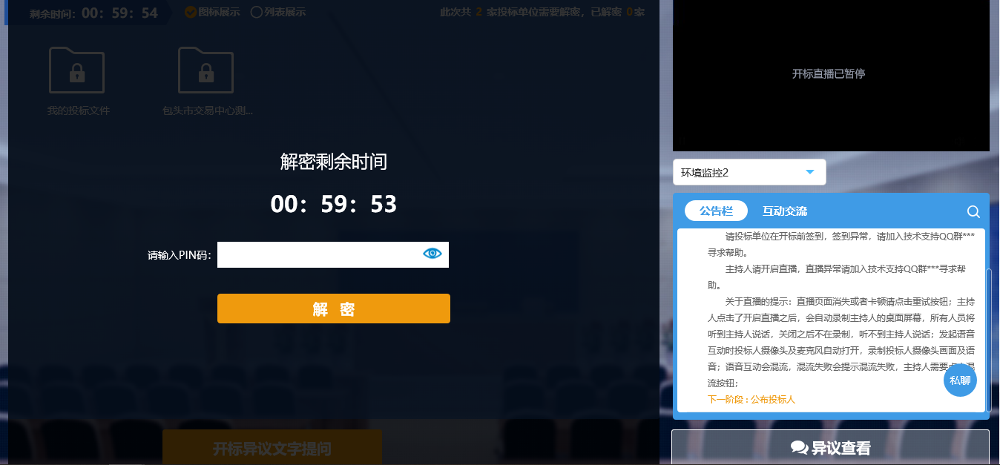 剩余时间：00：59：54 图标展示 列表展示 此次共 2 家投标单位需要解密，已解密 0家
我的投标文件 包头市交易中心测...
解密剩余时间
00：59：53
请输入PIN码：
解 密
开标异议文字提问
开标直播已暂停
环境监控2
公告栏 互动交流
请投标单位在开标前签到，签到异常，请加入技术支持QQ群***
寻求帮助。
主持人请开启直播，直播异常请加入技术支持QQ群***寻求帮
助。
关于直播的提示：直播页面消失或者卡顿请点击重试按钮；主持
人点击了开启直播之后，会自动录制主持人的桌面屏幕，所有人员将
听到主持人说话，关闭之后不在录制，听不到主持人说话；发起语音
互动时投标人摄像头及麦克风自动打开，录制投标人摄像头画面及语
音；语音互动会混流，混流失败会提示混流失败，主持人需要点击混
流按钮；
私聊
下一阶段 : 公布投标人
异议查看